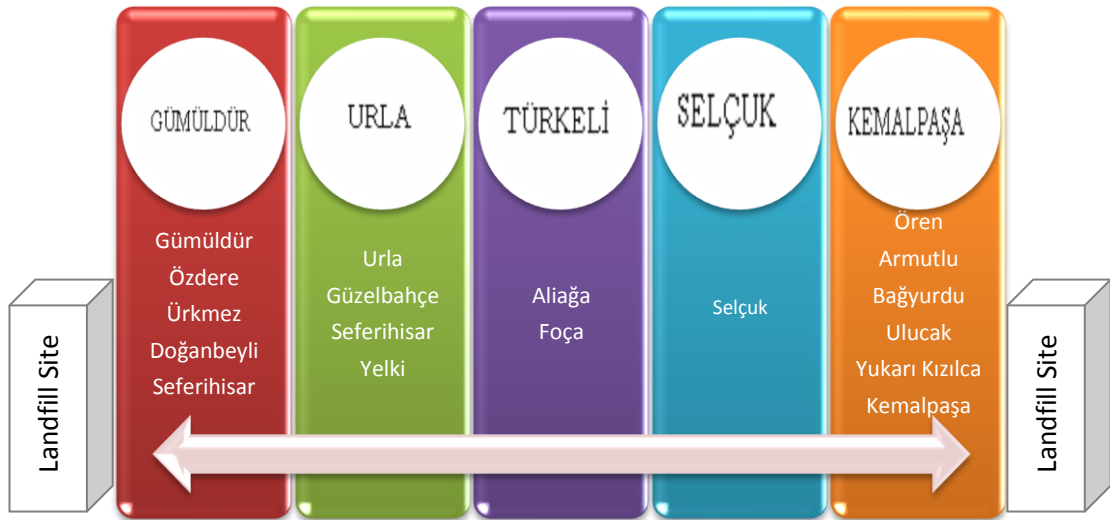 Landfill Site
GÜMÜLDÜR
Gümüldür
Özdere
Ürkmez
Doğanbeyli
Seferihisar
URLA
Urla
Güzelbahçe
Seferihisar
Yelki
TÜRKELİ
Aliağa
Foça
SELÇUK
Selçuk
KEMALPAŞA
Ören
Armutlu
Bağyurdu
Ulucak
Yukarı Kızılca
Kemalpaşa
Landfill Site